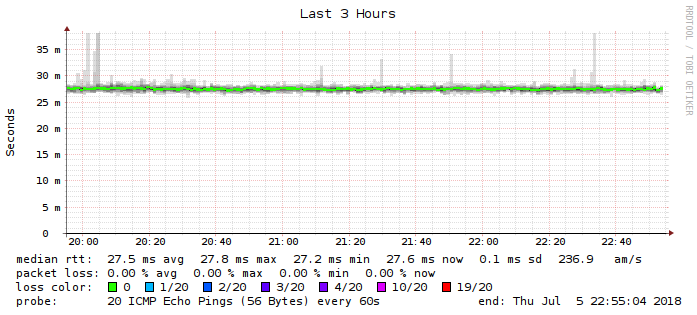 Last 3 Hours
RRDTOOL / TOBI OETIKER
Seconds
35 m
30 m
25 m
20 m
15 m
10 m
5 m
0
20:00 20:20 20:40 21:00 21:20 21:40 22:00 22:20 22:40
median rtt: 27.5 ms avg 27.8 ms max 27.2 ms min 27.6 ms now 0.1 ms sd 236.9 am/s
packet loss: 0.00 % avg 0.00 % max 0.00 % min 0.00 % now
loss color: 0 1/20 2/20 3/20 4/20 10/20 19/20
probe: 20 ICMP Echo Pings (56 Bytes) every 60s end: Thu Jul 5 22:55:04 2018